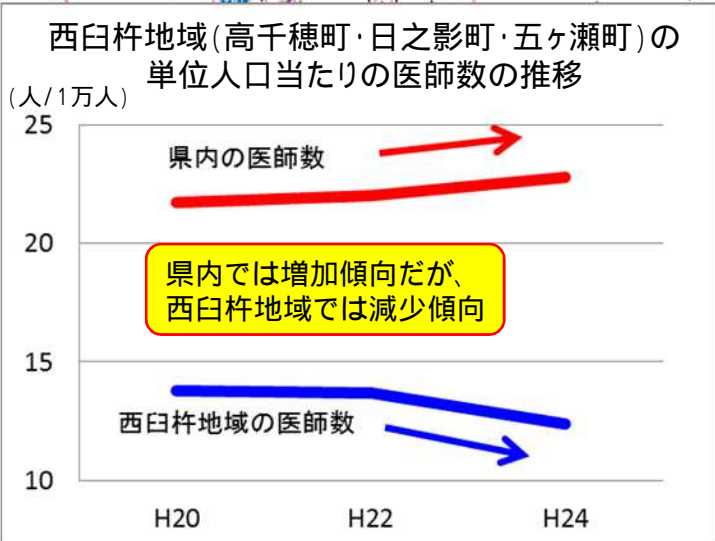 西臼杵地域(高千穂町･日之影町･五ヶ瀬町)の
単位人口当たりの医師数の推移
(人/1万人)
25
県内の医師数
20
県内では増加傾向だが、
西臼杵地域では減少傾向
15
西臼杵地域の医師数
10
H20 H22 H24